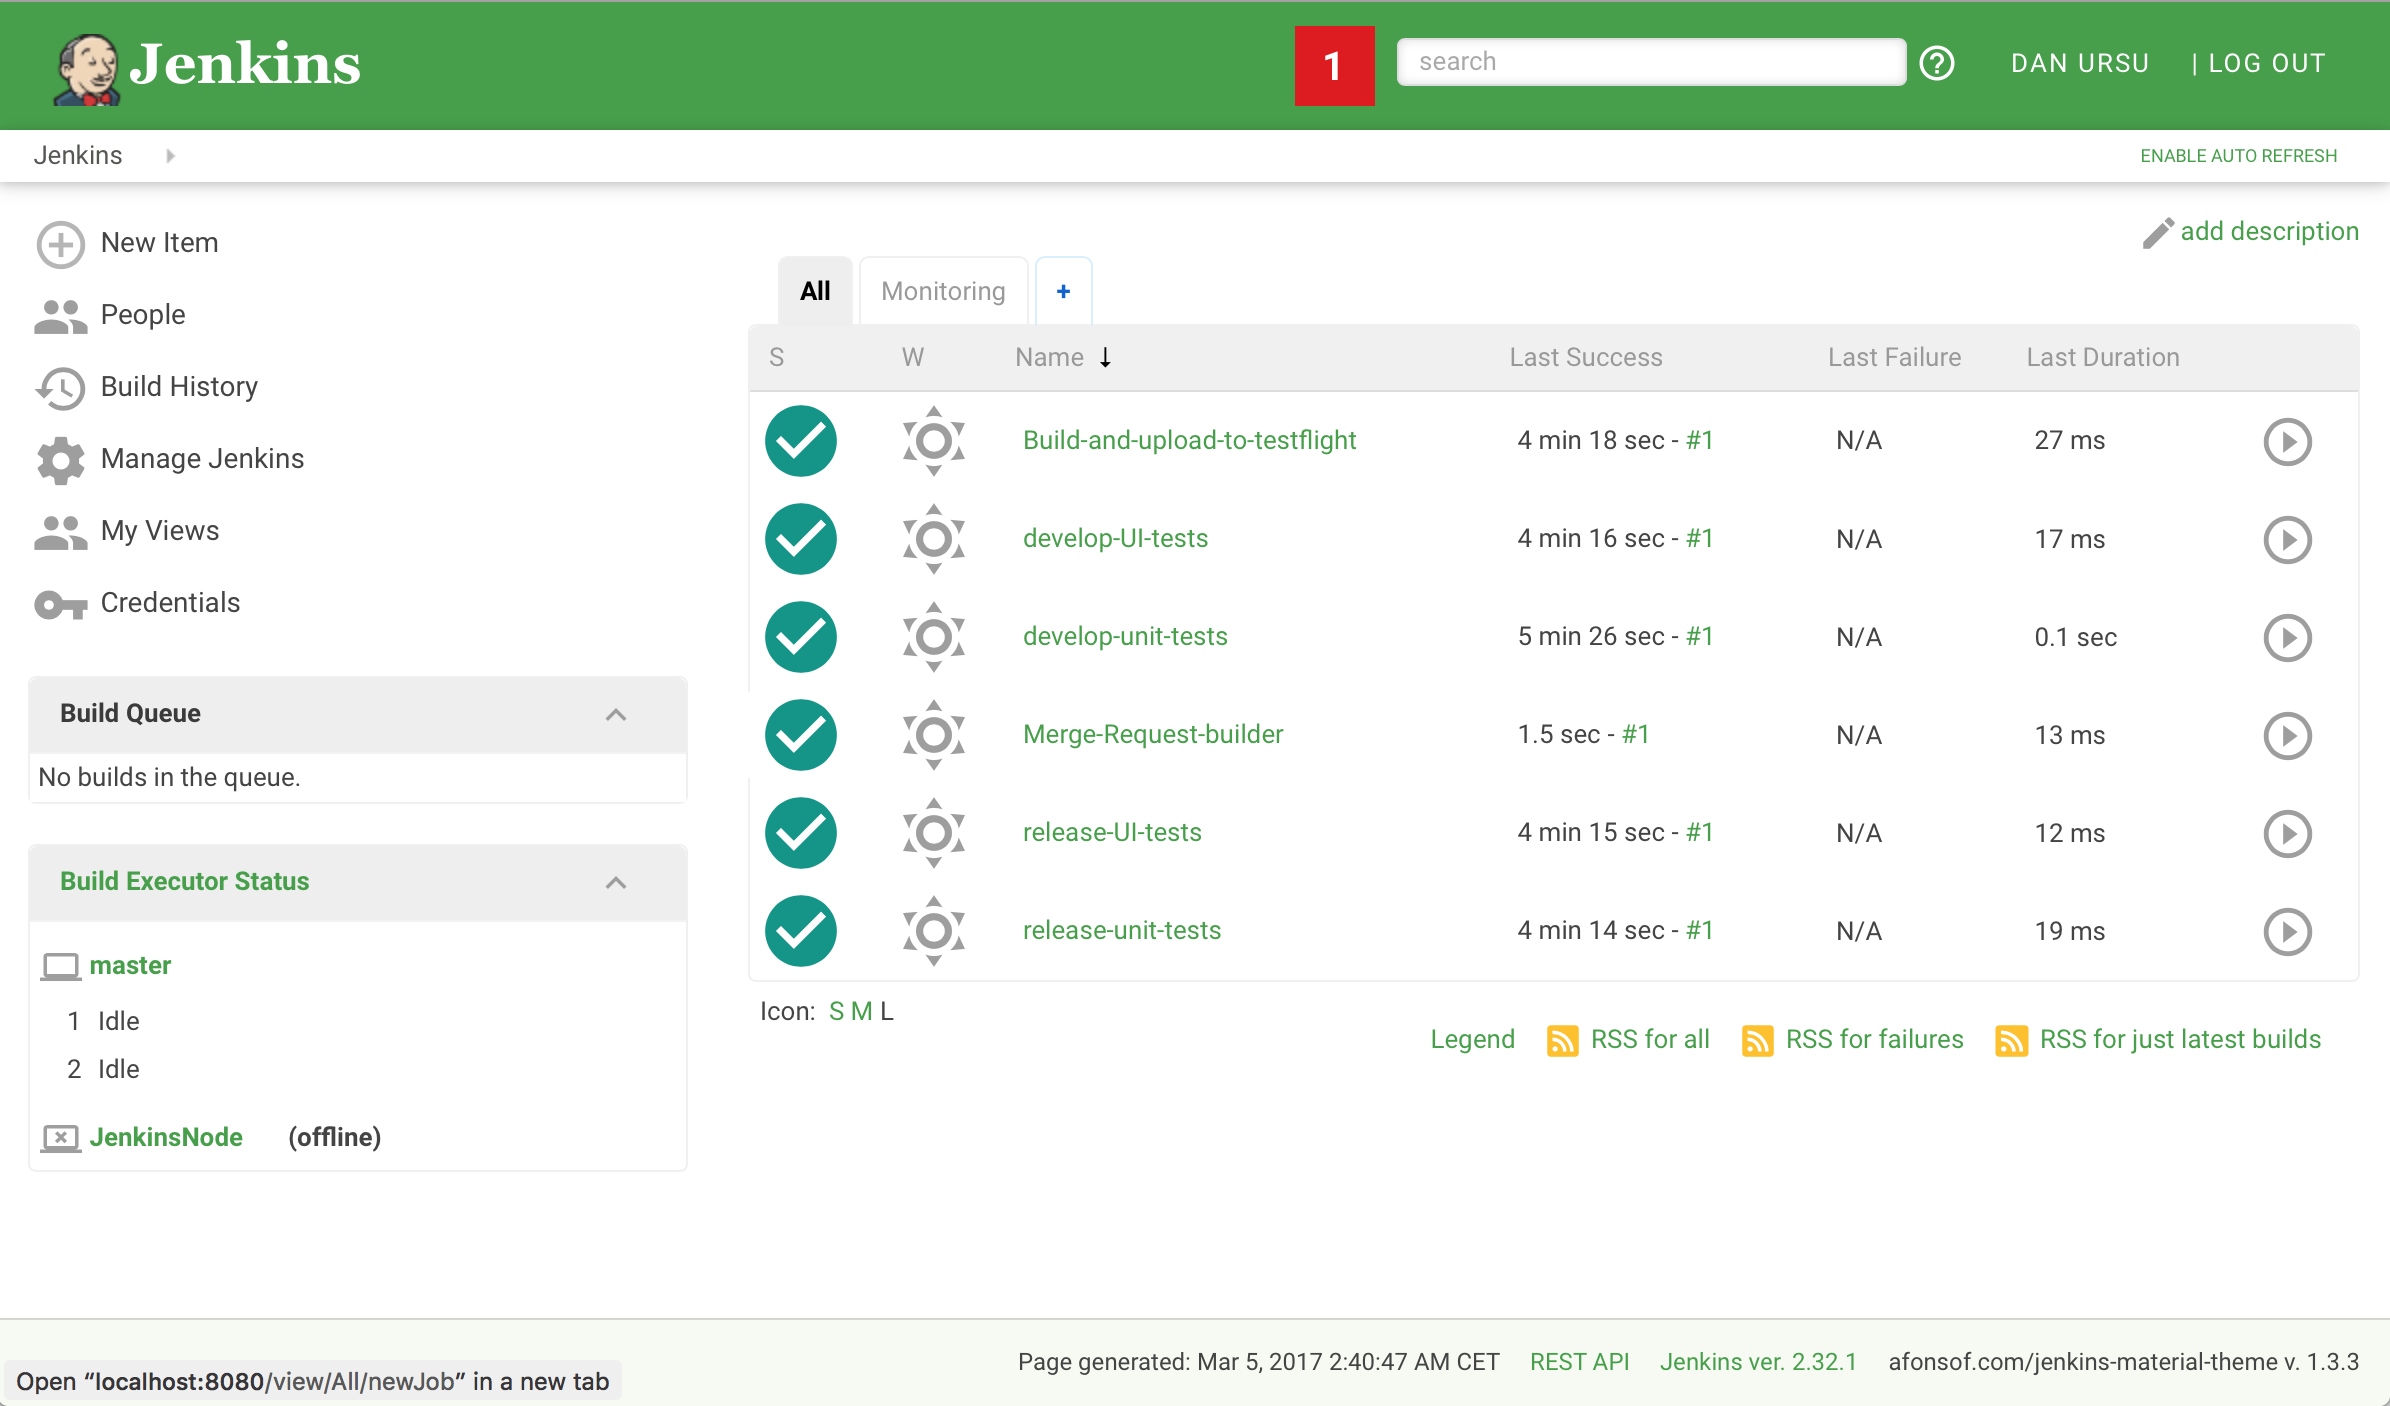 Jenkins
1
search
DAN URSU | LOG OUT
Jenkins
ENABLE AUTO REFRESH
New Item
People
Build History
Manage Jenkins
My Views
Credentials
Build Queue
No builds in the queue.
Build Executor Status
master
1 Idle
2 Idle
JenkinsNode (offline)
add description
All Monitoring +
S W Name ↓ Last Success Last Failure Last Duration
Build-and-upload-to-testflight 4 min 18 sec - #1 N/A 27 ms
develop-UI-tests 4 min 16 sec - #1 N/A 17 ms
develop-unit-tests 5 min 26 sec - #1 N/A 0.1 sec
Merge-Request-builder 1.5 sec - #1 N/A 13 ms
release-UI-tests 4 min 15 sec - #1 N/A 12 ms
release-unit-tests 4 min 14 sec - #1 N/A 19 ms
Icon: S M L
Legend RSS for all RSS for failures RSS for just latest builds
Page generated: Mar 5, 2017 2:40:47 AM CET REST API Jenkins ver. 2.32.1 afonsof.com/jenkins-material-theme v. 1.3.3
Open “localhost:8080/view/All/newJob” in a new tab